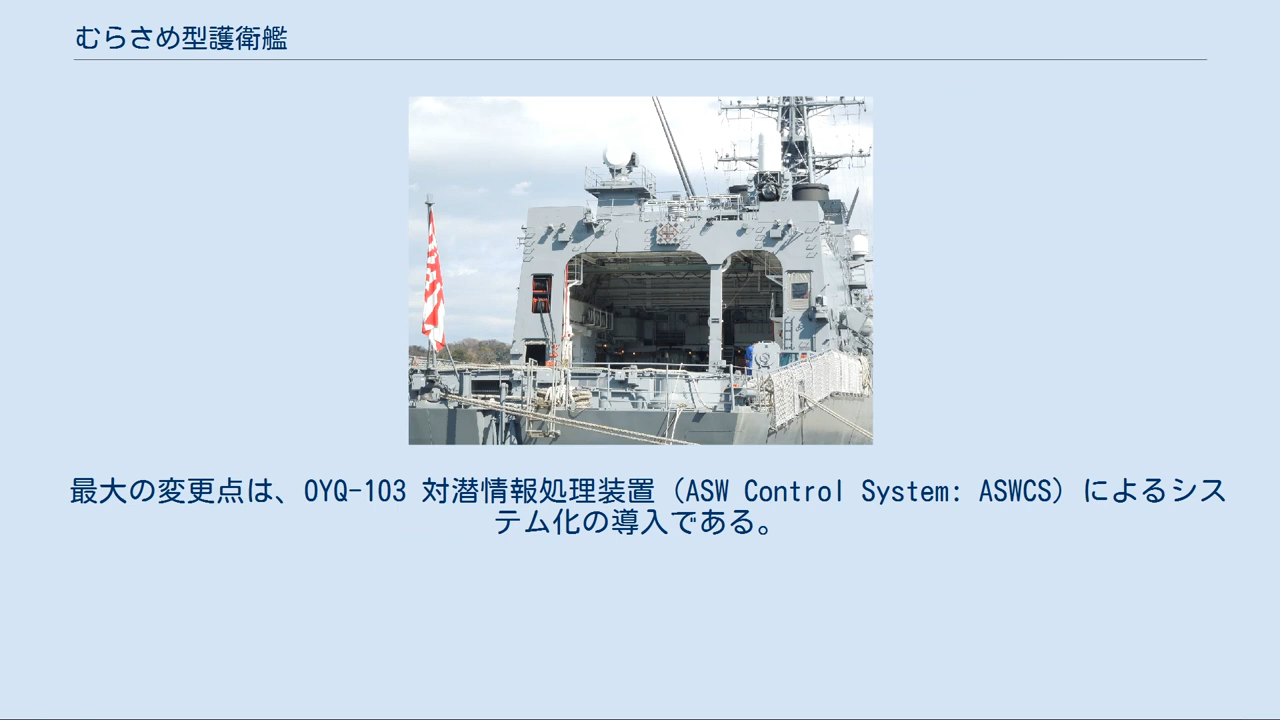 むらさめ型護衛艦
最大の変更点は、OYQ-103 対潜情報処理装置（ASW Control System: ASWCS）によるシス
テム化の導入である。